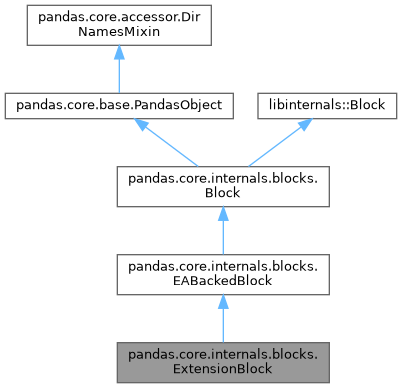 pandas.core.accessor.Dir
NamesMixin
pandas.core.base.PandasObject
libinternals::Block
pandas.core.internals.blocks.
Block
pandas.core.internals.blocks.
EABackedBlock
pandas.core.internals.blocks.
ExtensionBlock